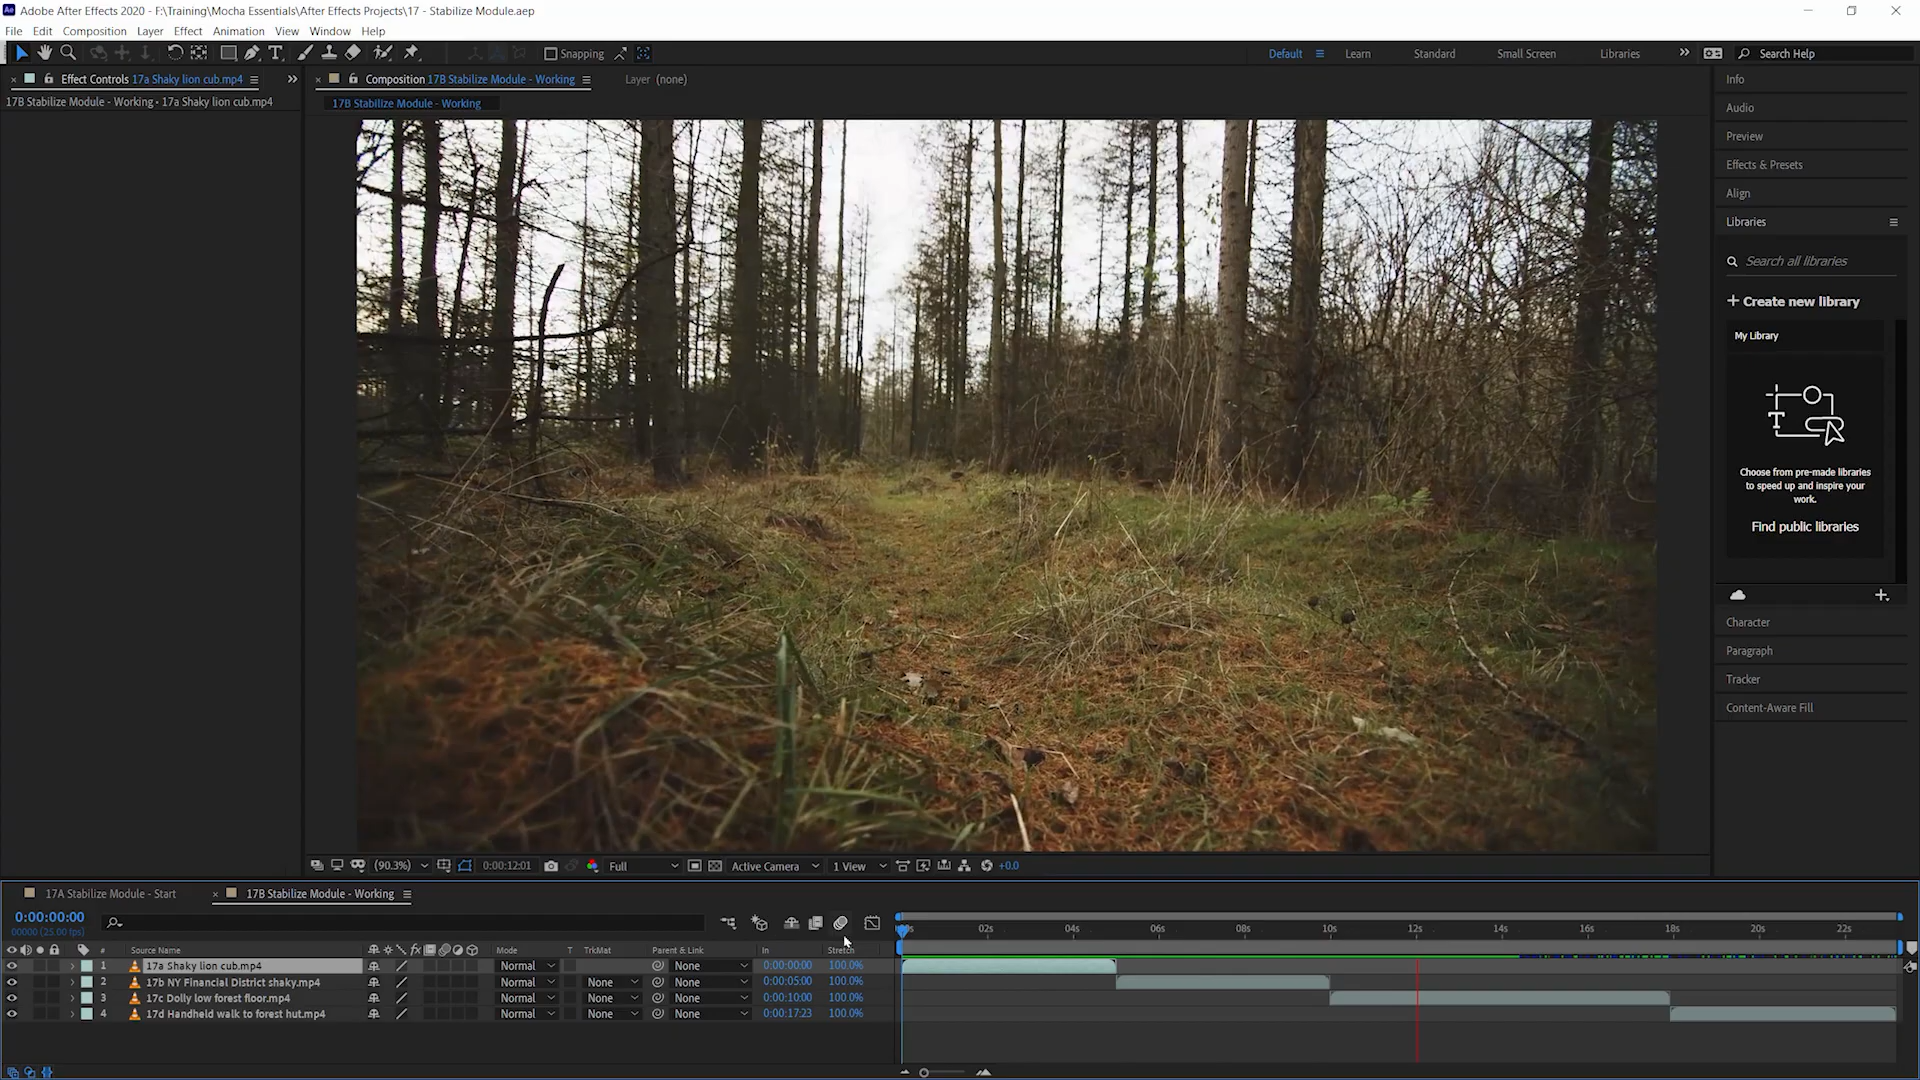 Adobe After Effects 2020 - F:\Training\Mocha Essentials\After Effects Projects\17 - Stabilize Module.aep
File Edit Composition Layer Effect Animation View Window Help
Snapping Default Learn Standard Small Screen Libraries Search Help
Effect Controls 17a Shaky lion cub.mp4 Composition 17B Stabilize Module - Working Layer (none)
17B Stabilize Module - Working • 17a Shaky lion cub.mp4 17B Stabilize Module - Working
Info
Audio
Preview
Effects & Presets
Align
Libraries
Search all libraries
+ Create new library
My Library
Choose from pre-made libraries
to speed up and inspire your
work.
Find public libraries
Character
Paragraph
Tracker
Content-Aware Fill
(90.3%) 0:00:12:01 Full Active Camera 1 View +0.0
17A Stabilize Module - Start 17B Stabilize Module - Working
0:00:00:00
00000 (25.00 fps)
02s 04s 06s 08s 10s 12s 14s 16s 18s 20s 22s
# Source Name Mode T TrkMat Parent & Link In Stretch
1 17a Shaky lion cub.mp4 Normal None 0:00:00:00 100.0%
2 17b NY Financial District shaky.mp4 Normal None None 0:00:05:00 100.0%
3 17c Dolly low forest floor.mp4 Normal None None 0:00:10:00 100.0%
4 17d Handheld walk to forest hut.mp4 Normal None None 0:00:17:23 100.0%